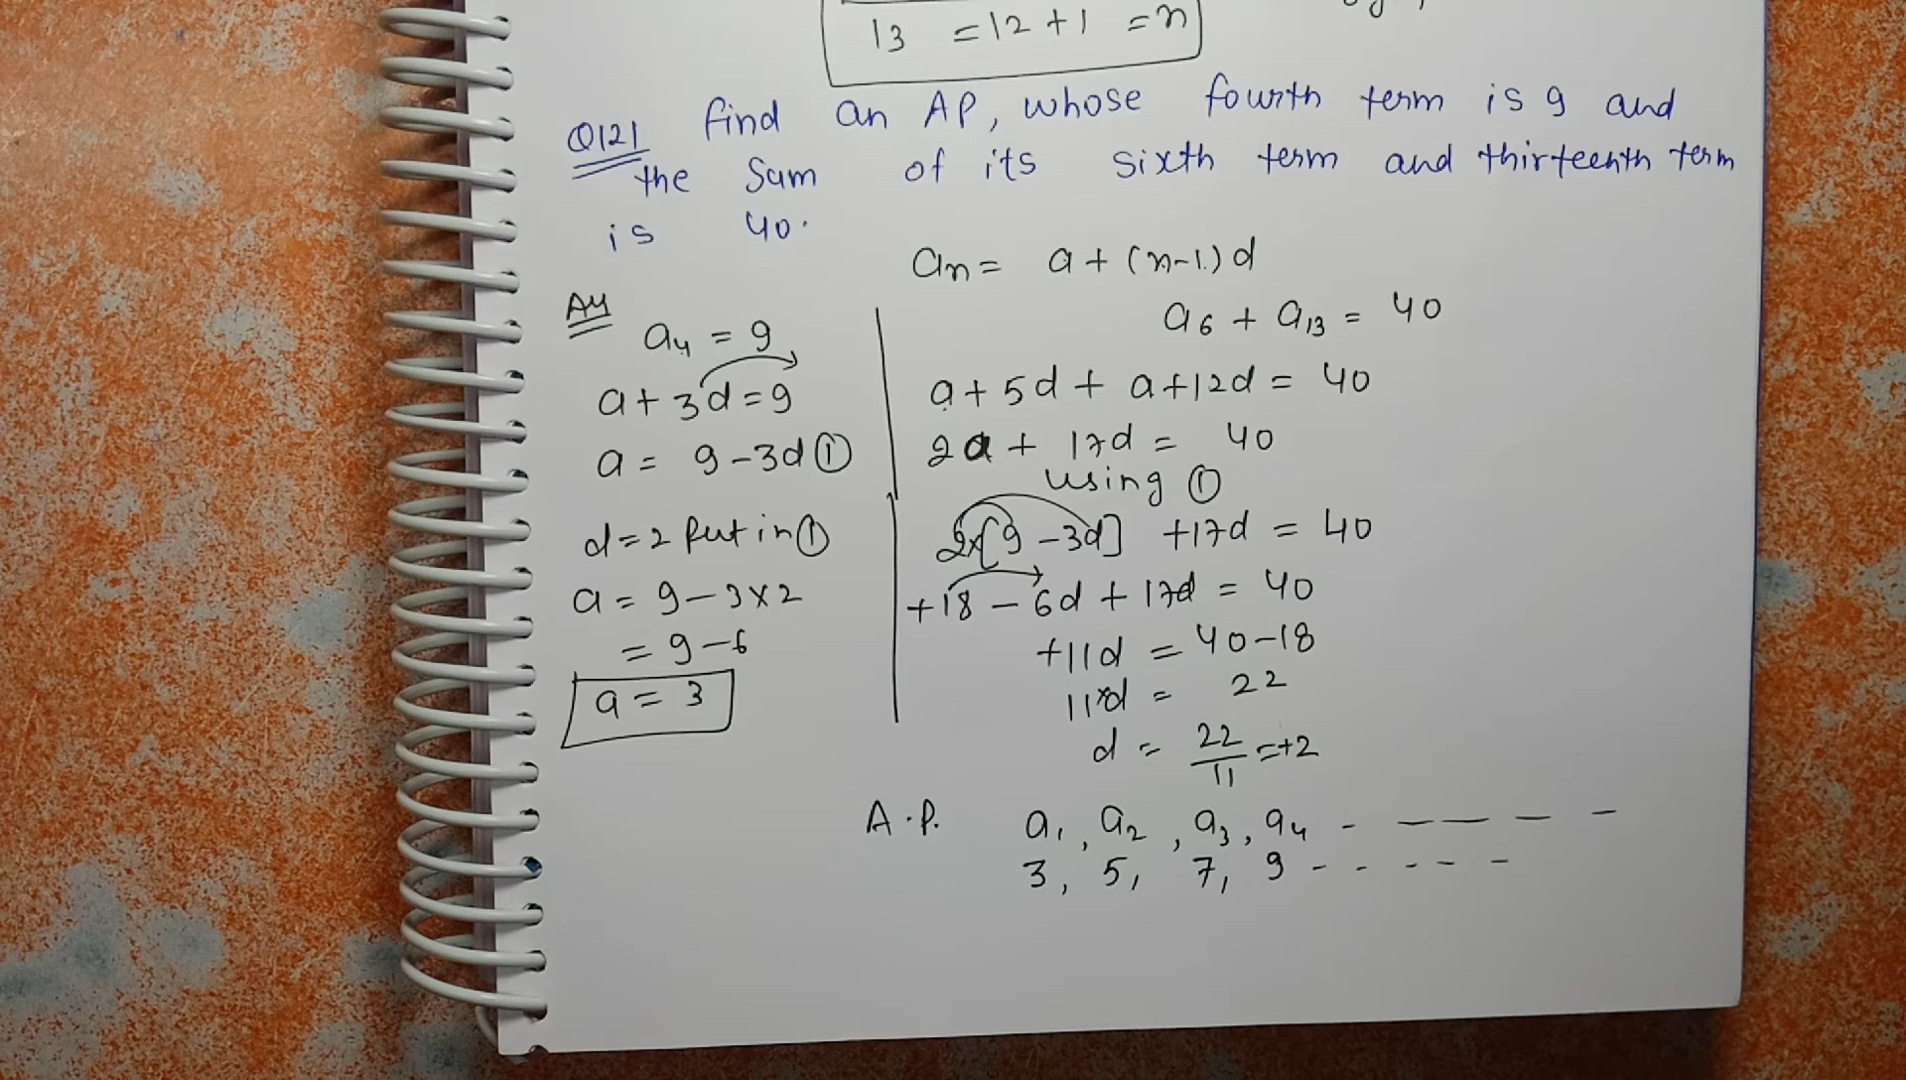 13 = 12 + 1 = n
Q12) find an AP, whose fourth term is 9 and
the sum of its sixth term and thirteenth term
is 40.
an = a + (n-1.) d
Ay
a4 = 9
a + 3d = 9
a = 9 - 3d ①
d = 2 Put in ①
a = 9 - 3 x 2
= 9 - 6
a = 3
a6 + a13 = 40
a + 5d + a + 12d = 40
2a + 17d = 40
using ①
2x[9 - 3d] + 17d = 40
+18 - 6d + 17d = 40
+11d = 40 - 18
11d = 22
d = 22/11 = +2
A.P. a1, a2, a3, a4 - - - - -
3, 5, 7, 9 - - - - -